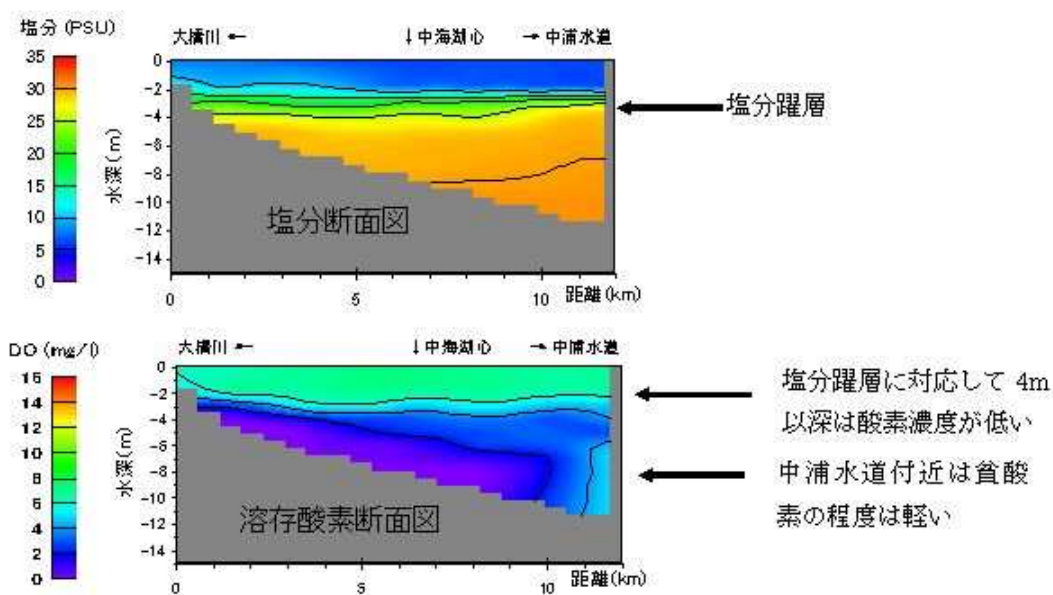 塩分 (PSU)
大橋川 ← ↓中海湖心 → 中浦水道
35
30
25
20
15
10
5
0
0
-2
-4
-6
-8
-10
-12
-14
水深(m)
塩分断面図
0 5 10 距離(km)
塩分躍層
DO (mg/l)
大橋川 ← ↓中海湖心 → 中浦水道
16
14
12
10
8
6
4
2
0
0
-2
-4
-6
-8
-10
-12
-14
水深(m)
溶存酸素断面図
0 5 10 距離(km)
塩分躍層に対応して 4m
以深は酸素濃度が低い
中浦水道付近は貧酸
素の程度は軽い